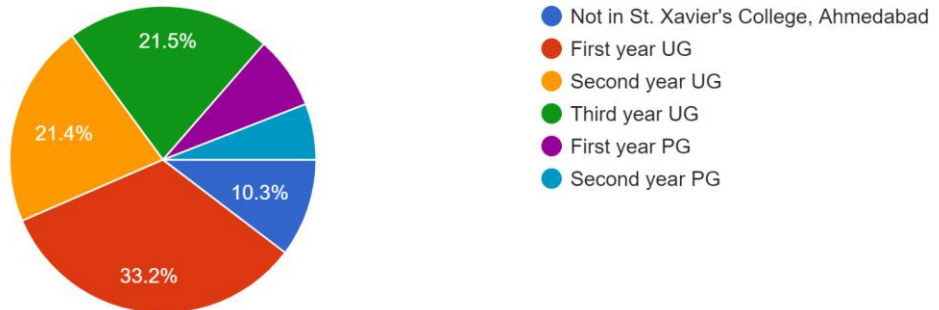 21.5%
21.4%
10.3%
33.2%
Not in St. Xavier's College, Ahmedabad
First year UG
Second year UG
Third year UG
First year PG
Second year PG